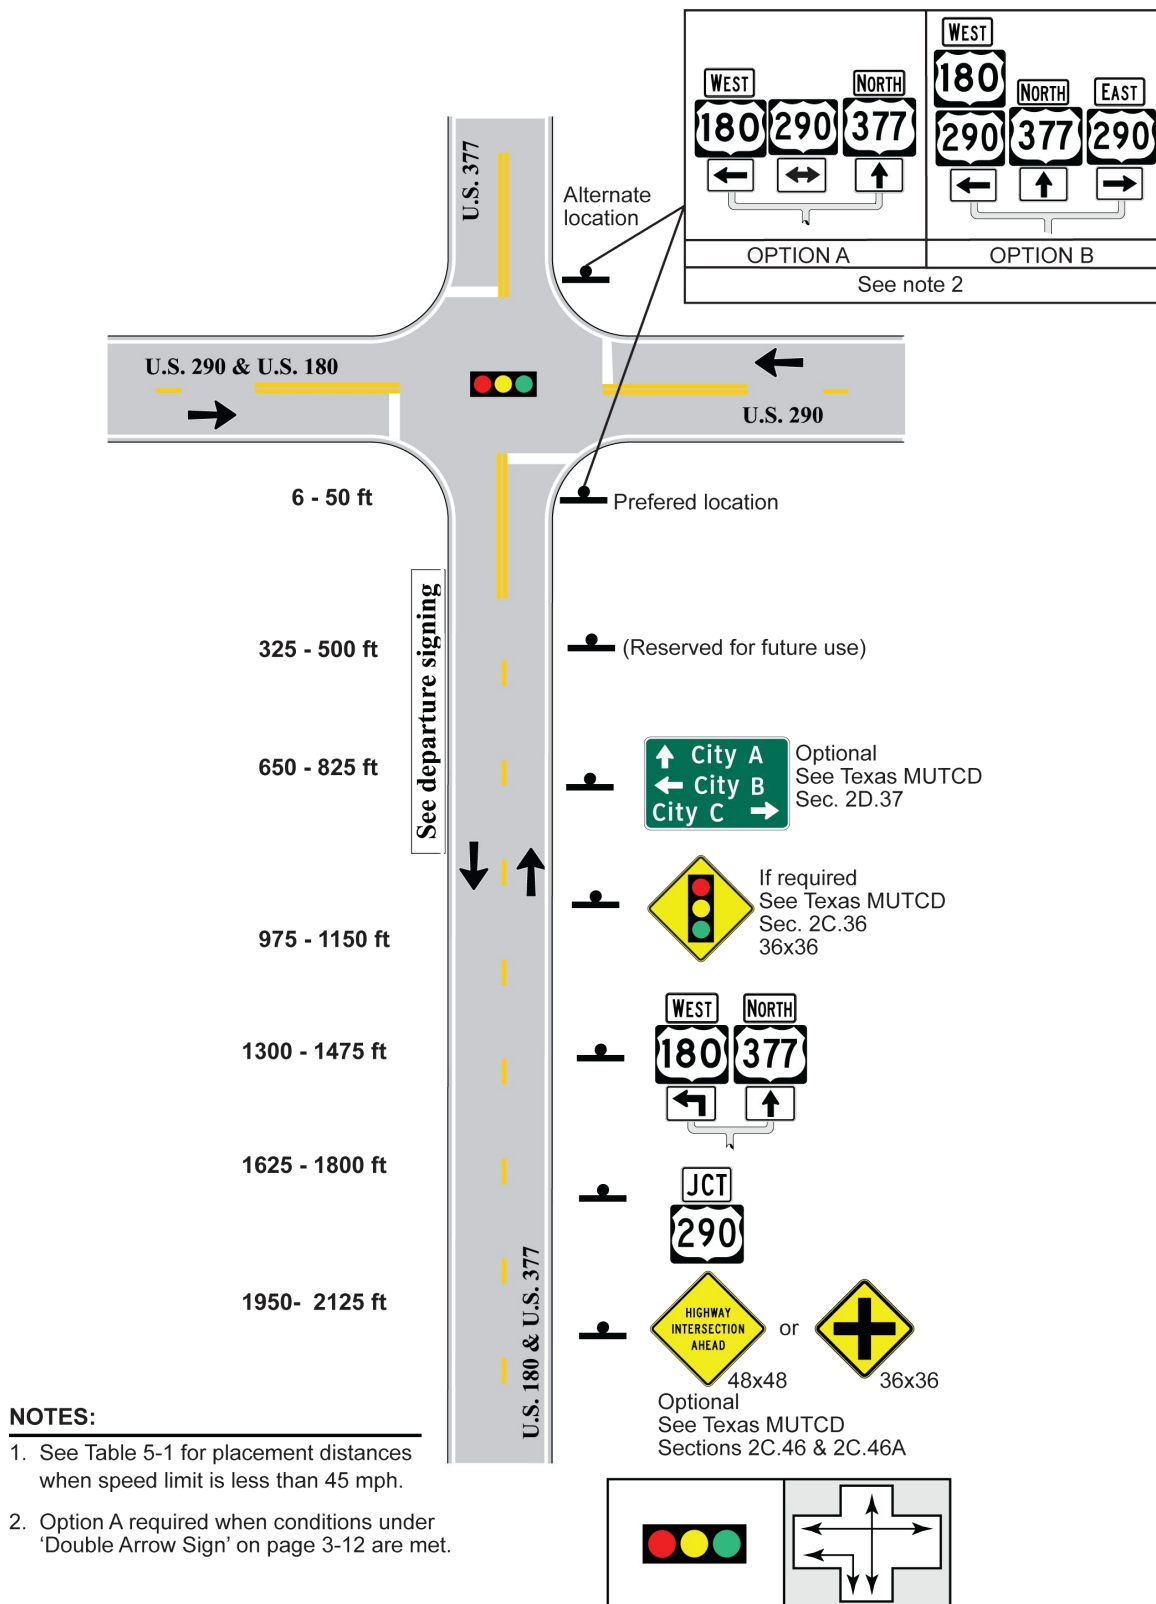 WEST
180
290
NORTH
377
OPTION A
WEST
180
290
NORTH
377
EAST
290
OPTION B
See note 2
U.S. 377
Alternate
location
U.S. 290 & U.S. 180
U.S. 290
6 - 50 ft
Prefered location
See departure signing
325 - 500 ft
(Reserved for future use)
650 - 825 ft
City A
City B
City C
Optional
See Texas MUTCD
Sec. 2D.37
If required
See Texas MUTCD
Sec. 2C.36
36x36
975 - 1150 ft
1300 - 1475 ft
WEST
180
NORTH
377
1625 - 1800 ft
JCT
290
U.S. 180 & U.S. 377
1950- 2125 ft
HIGHWAY
INTERSECTION
AHEAD
or
48x48
36x36
Optional
See Texas MUTCD
Sections 2C.46 & 2C.46A
NOTES:
1. See Table 5-1 for placement distances
when speed limit is less than 45 mph.
2. Option A required when conditions under
‘Double Arrow Sign’ on page 3-12 are met.